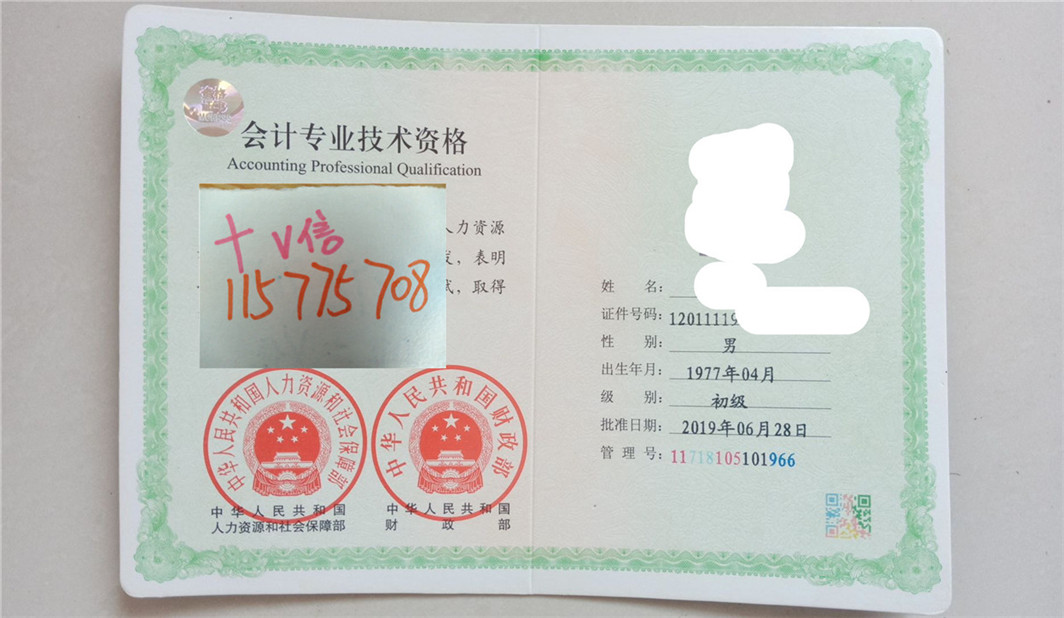 会计专业技术资格
Accounting Professional Qualification
十 V信
115775708
人力资源
,表明
,取得
中华人民共和国人力资源和社会保障部
中华人民共和国财政部
中华人民共和国
人力资源和社会保障部
中华人民共和国
财政部
姓名:
证件号码:12011119
性别:男
出生年月:1977年04月
级别:初级
批准日期:2019年06月28日
管理号:11718105101966